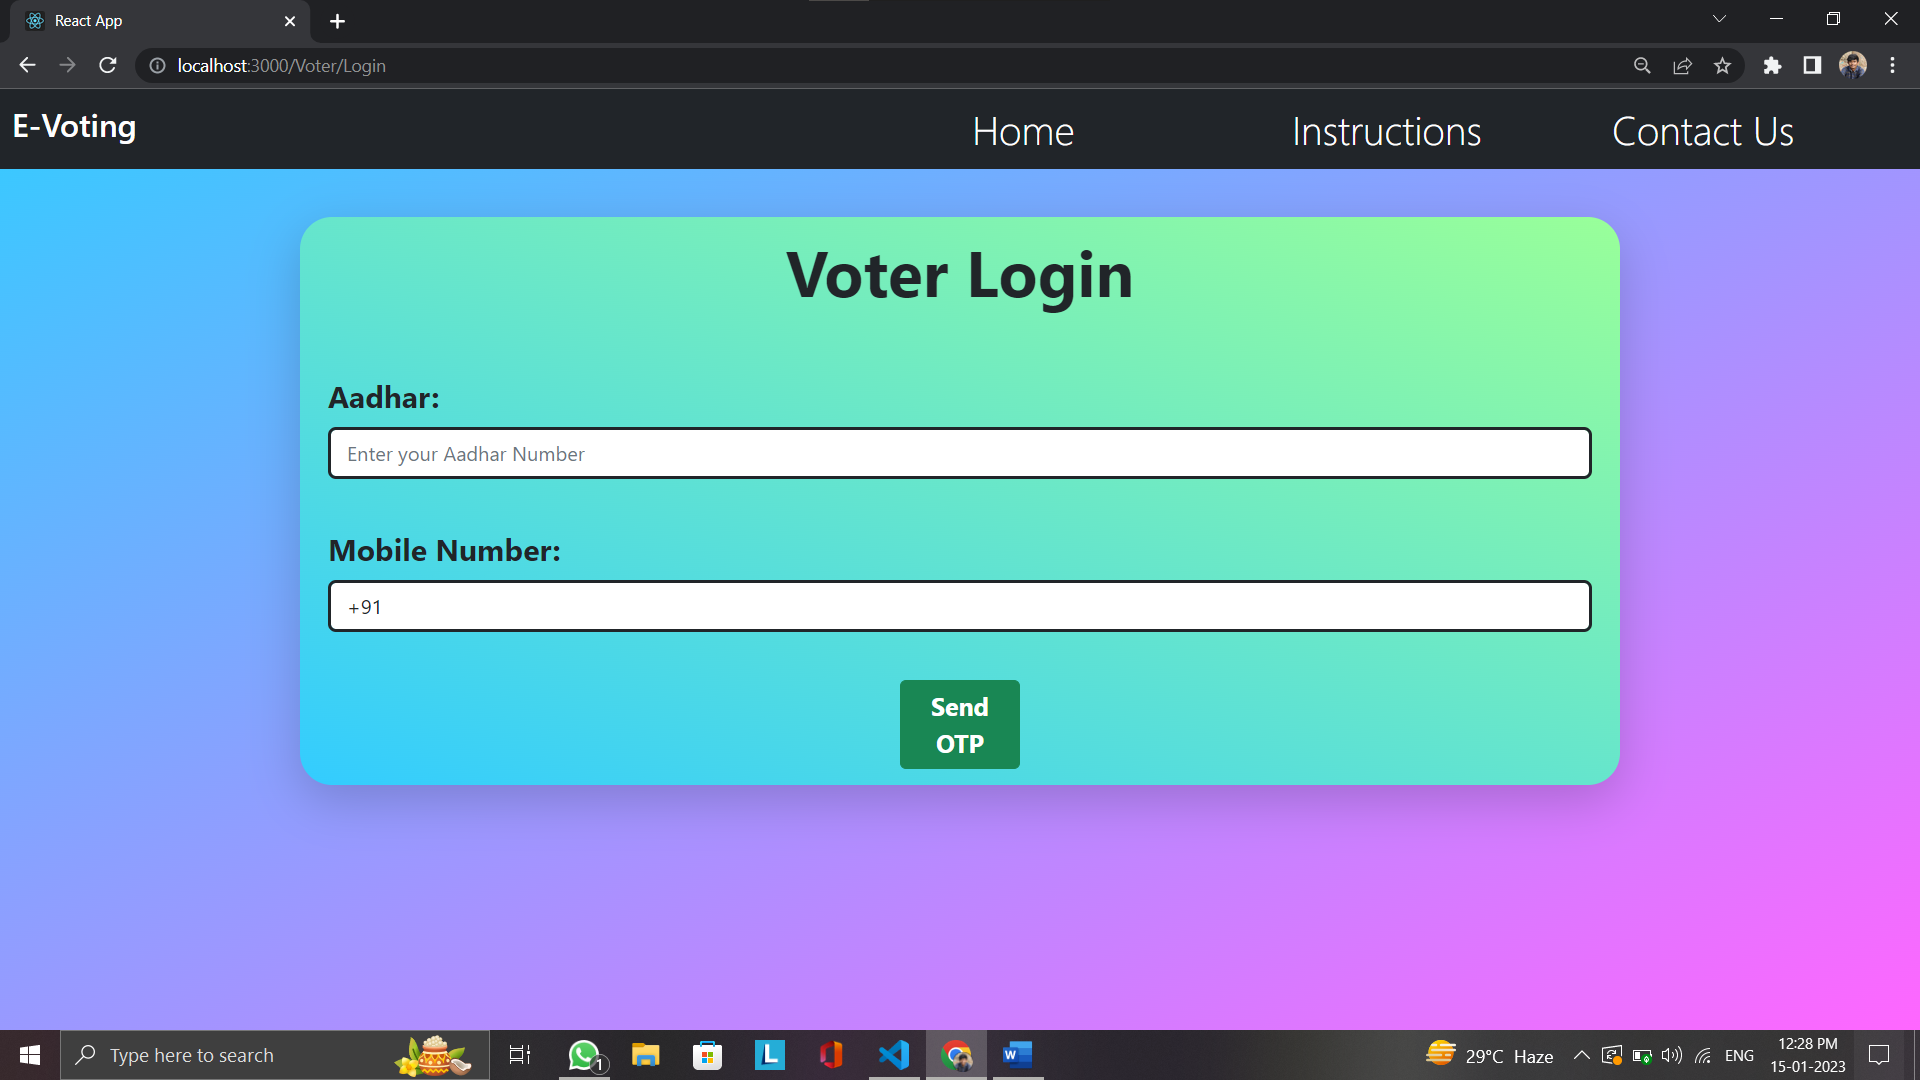 React App
localhost:3000/Voter/Login
E-Voting
Home
Instructions
Contact Us
Voter Login
Aadhar:
Enter your Aadhar Number
Mobile Number:
+91
Send
OTP
Type here to search
1
L
W
29°C Haze
ENG
12:28 PM
15-01-2023